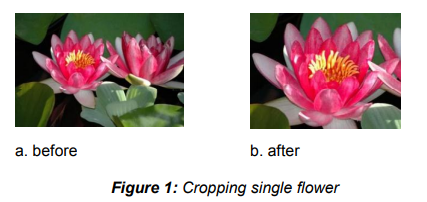 a. before
b. after
Figure 1: Cropping single flower